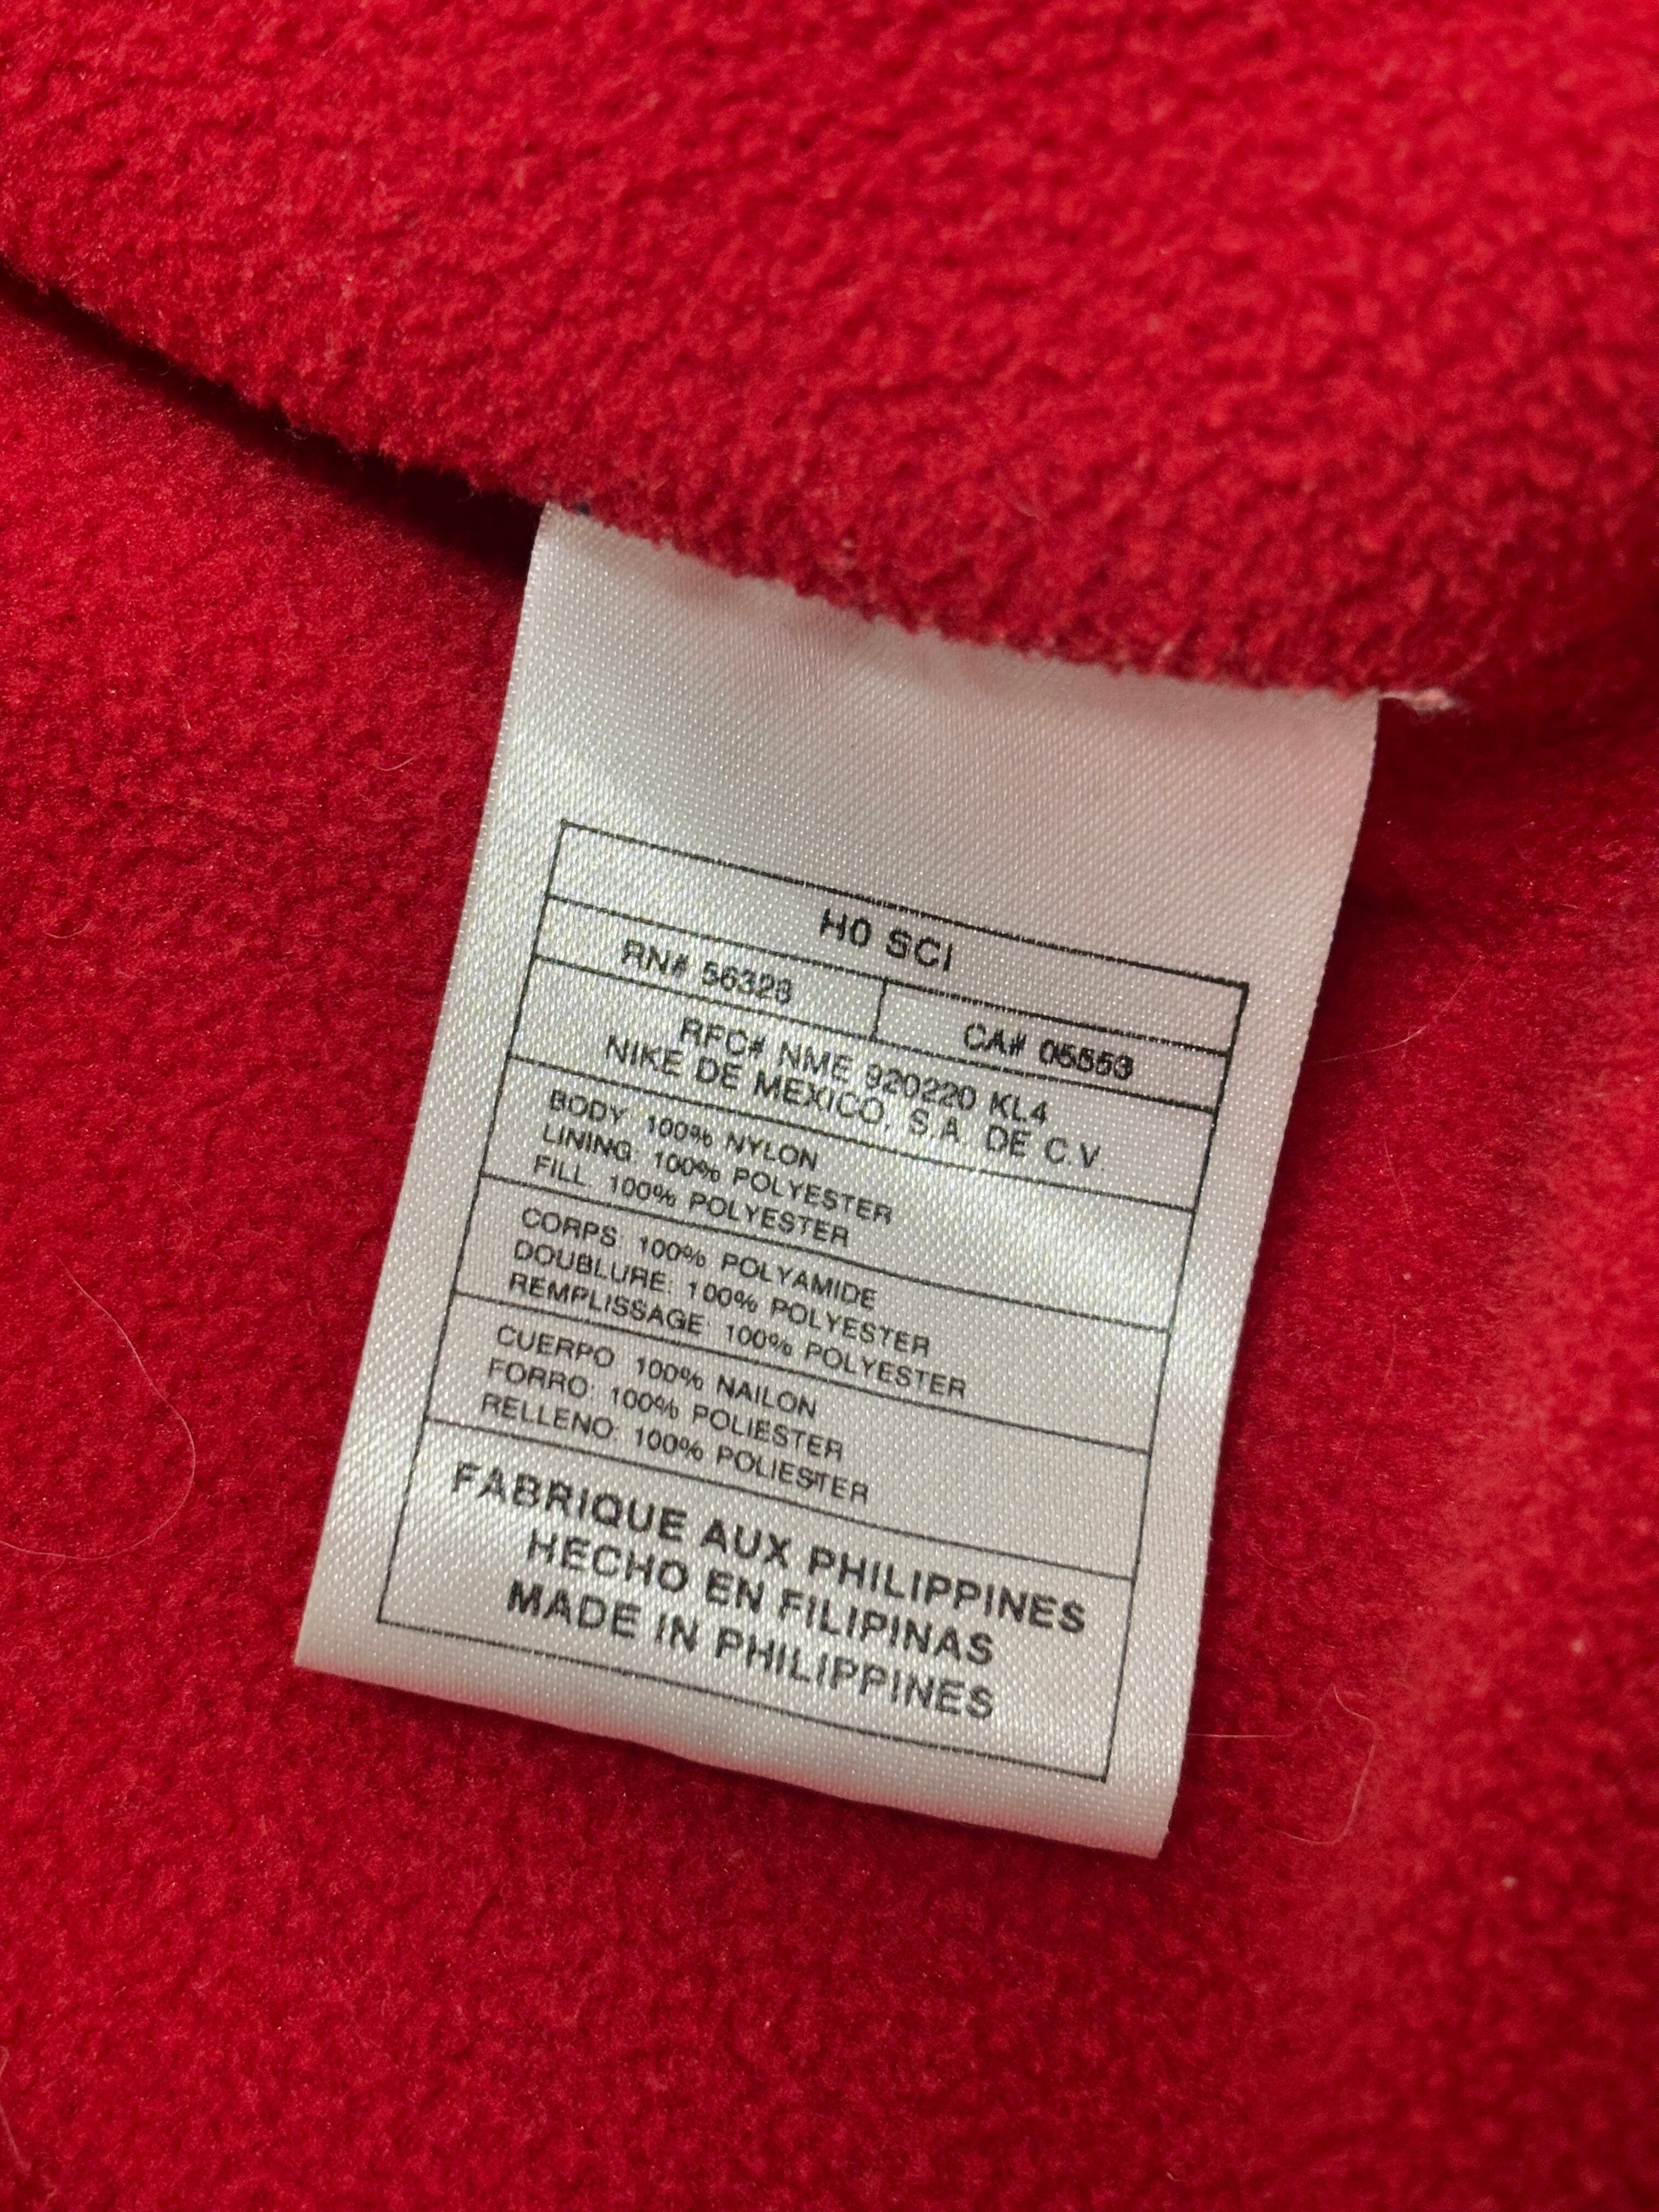 H0 SCI
RN# 56323 CA# 05553
RFC# NME 920220 KL4
NIKE DE MEXICO, S.A. DE C.V.
BODY: 100% NYLON
LINING: 100% POLYESTER
FILL: 100% POLYESTER
CORPS: 100% POLYAMIDE
DOUBLURE: 100% POLYESTER
REMPLISSAGE: 100% POLYESTER
CUERPO: 100% NAILON
FORRO: 100% POLIESTER
RELLENO: 100% POLIESTER
FABRIQUE AUX PHILIPPINES
HECHO EN FILIPINAS
MADE IN PHILIPPINES